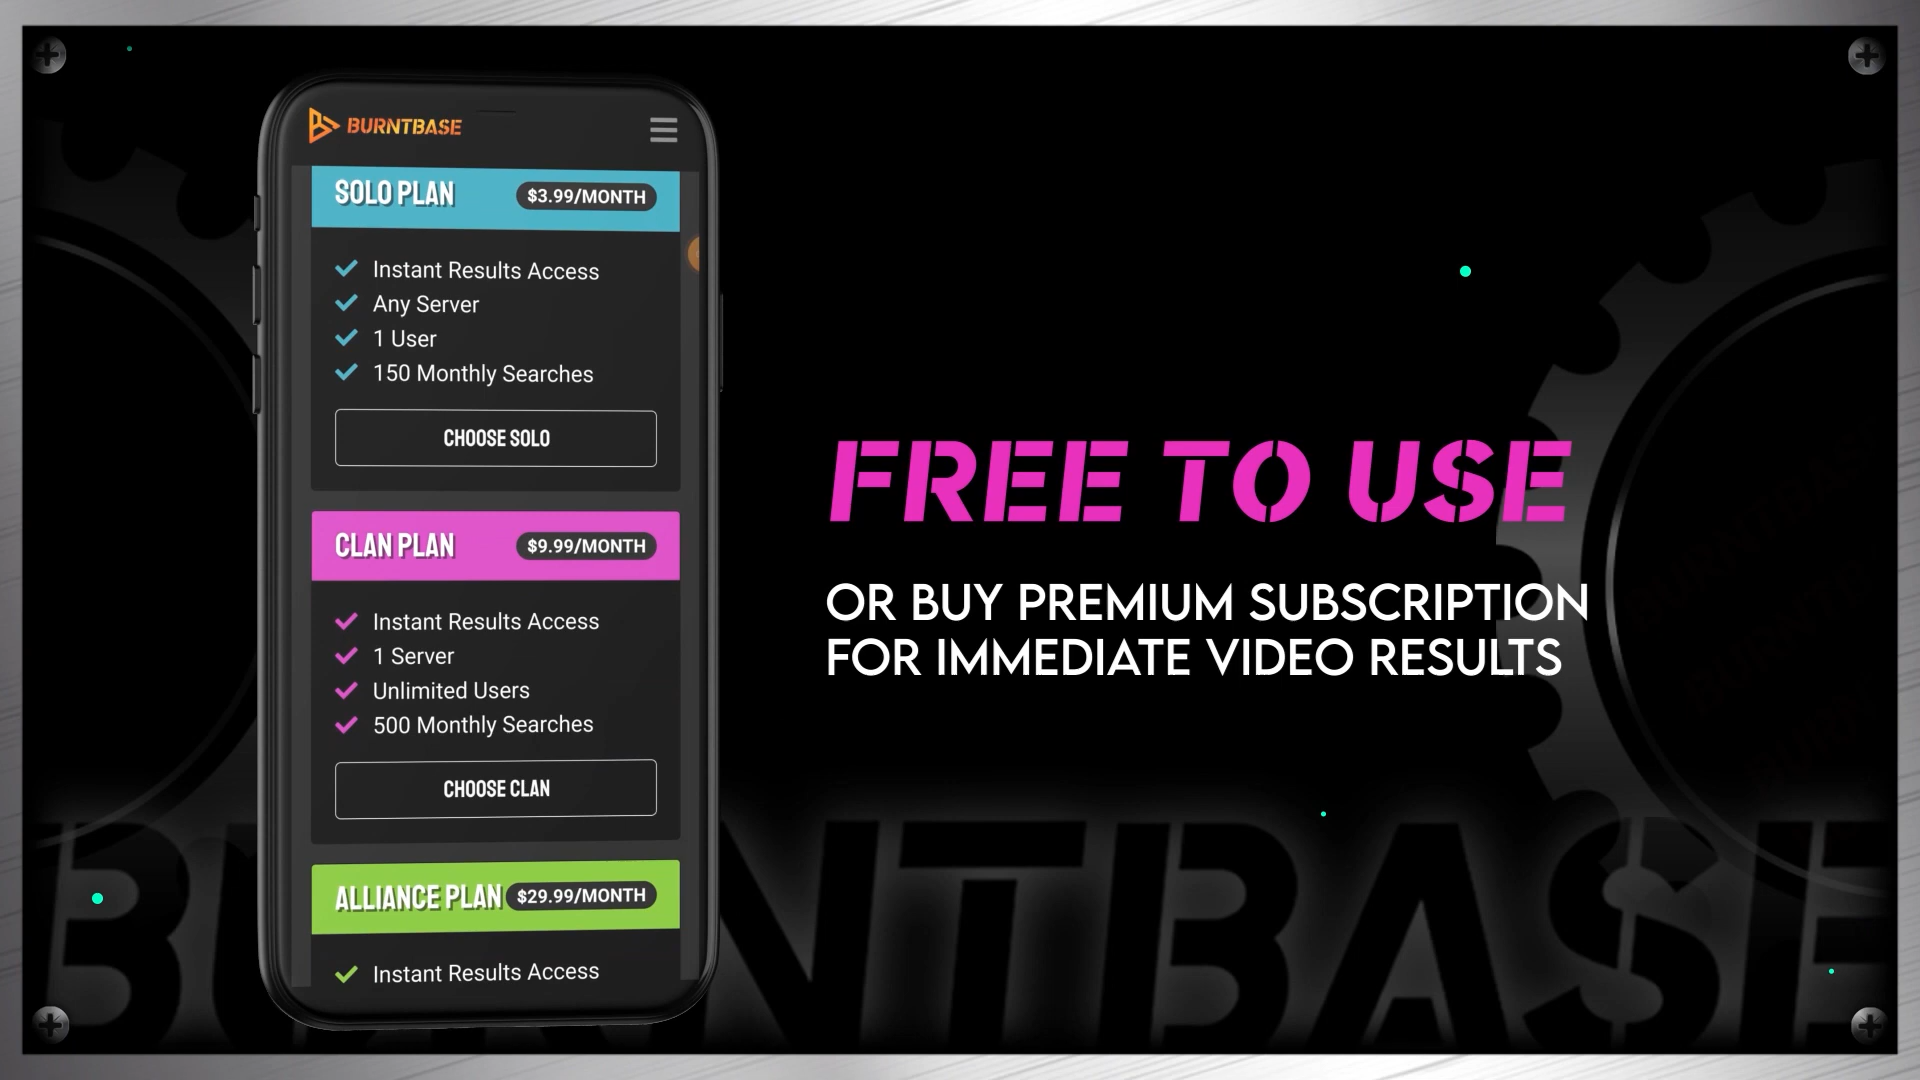 BURNTBASE
SOLO PLAN
$3.99/MONTH
Instant Results Access
Any Server
1 User
150 Monthly Searches
CHOOSE SOLO
CLAN PLAN
$9.99/MONTH
Instant Results Access
1 Server
Unlimited Users
500 Monthly Searches
CHOOSE CLAN
ALLIANCE PLAN
$29.99/MONTH
Instant Results Access
FREE TO USE
OR BUY PREMIUM SUBSCRIPTION
FOR IMMEDIATE VIDEO RESULTS
BURNTBASE